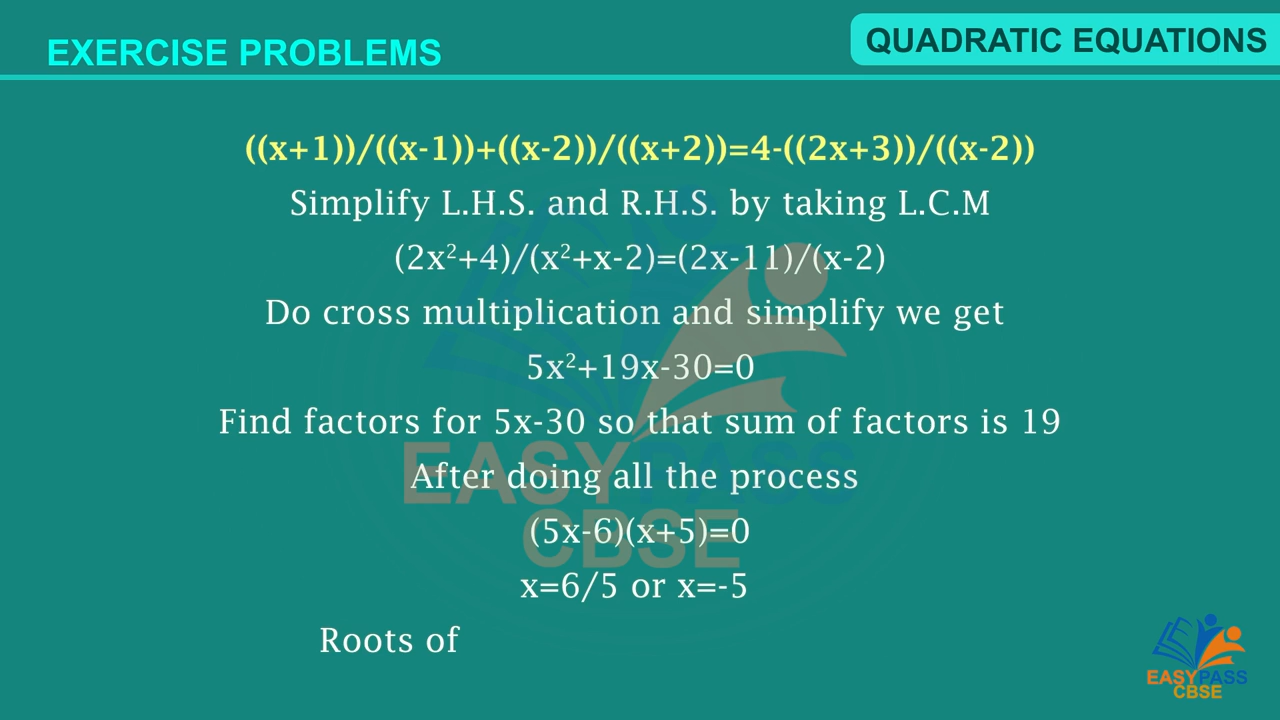 EXERCISE PROBLEMS
QUADRATIC EQUATIONS
((x+1))/((x-1))+((x-2))/((x+2))=4-((2x+3))/((x-2))
Simplify L.H.S. and R.H.S. by taking L.C.M
(2x²+4)/(x²+x-2)=(2x-11)/(x-2)
Do cross multiplication and simplify we get
5x²+19x-30=0
Find factors for 5x-30 so that sum of factors is 19
After doing all the process
(5x-6)(x+5)=0
x=6/5 or x=-5
Roots of
EASYPASS
CBSE
EASYPASS
CBSE